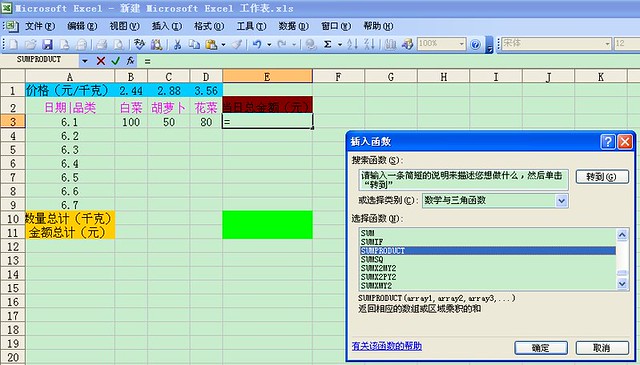 Microsoft Excel - 新建 Microsoft Excel 工作表.xls
文件(F) 编辑(E) 视图(V) 插入(I) 格式(O) 工具(T) 数据(D) 窗口(W) 帮助(H)
100% 宋体 12
SUMPRODUCT =
A B C D E F G H I J K
1 价格（元/千克） 2.44 2.88 3.56
2 日期|品类 白菜 胡萝卜 花菜 当日总金额（元）
3 6.1 100 50 80 =
4 6.2
5 6.3
6 6.4
7 6.5
8 6.6
9 6.7
10 数量总计（千克）
11 金额总计（元）
12
13
14
15
16
17
18
19
20
插入函数
搜索函数(S):
请输入一条简短的说明来描述您想做什么，然后单击
“转到”
转到(G)
或选择类别(C): 数学与三角函数
选择函数(N):
SUM
SUMIF
SUMPRODUCT
SUMSQ
SUMX2MY2
SUMX2PY2
SUMXMY2
SUMPRODUCT(array1,array2,array3,...)
返回相应的数组或区域乘积的和
有关该函数的帮助
确定 取消